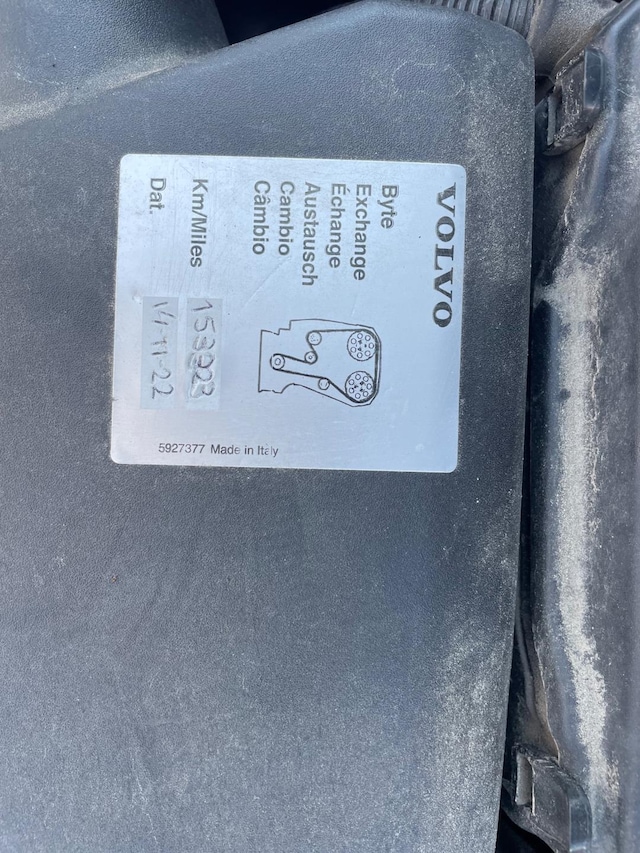 VOLVO
Byte
Exchange
Échange
Austausch
Cambio
Câmbio
Km/Miles 153923
Dat. 14-11-22
5927377 Made in Italy